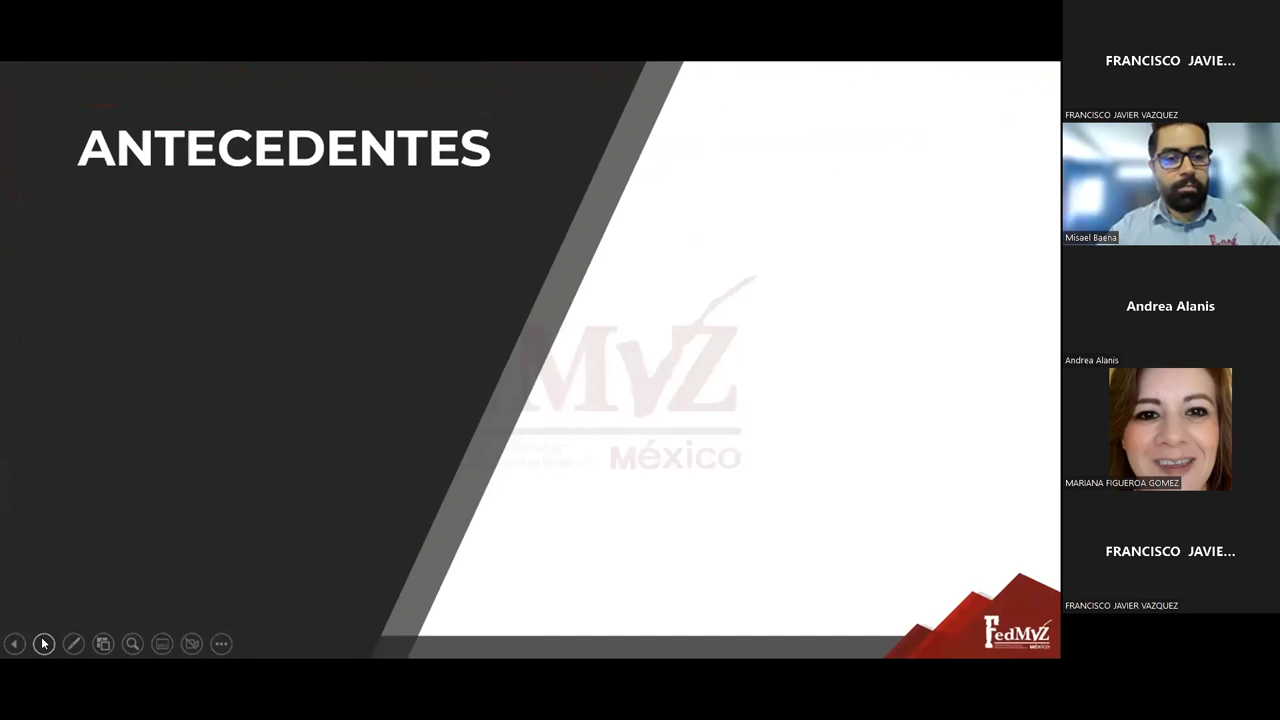 ANTECEDENTES
MVZ
México
FedMVZ
México
FRANCISCO JAVIE...
FRANCISCO JAVIER VAZQUEZ
Misael Baena
Andrea Alanis
Andrea Alanis
MARIANA FIGUEROA GOMEZ
FRANCISCO JAVIE...
FRANCISCO JAVIER VAZQUEZ